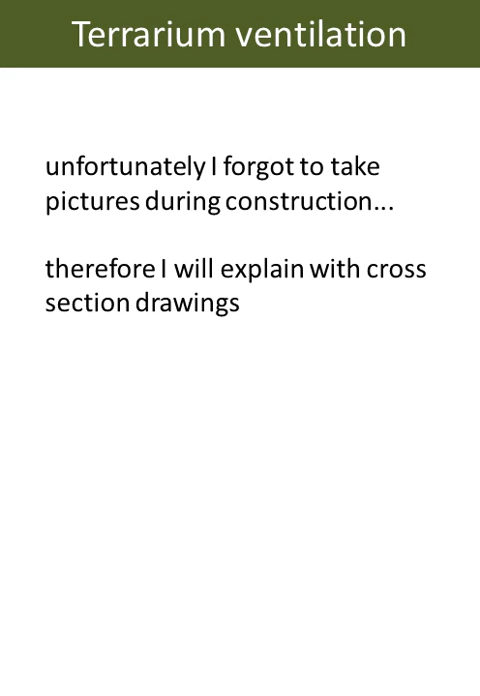 Terrarium ventilation
unfortunately I forgot to take
pictures during construction...
therefore I will explain with cross
section drawings